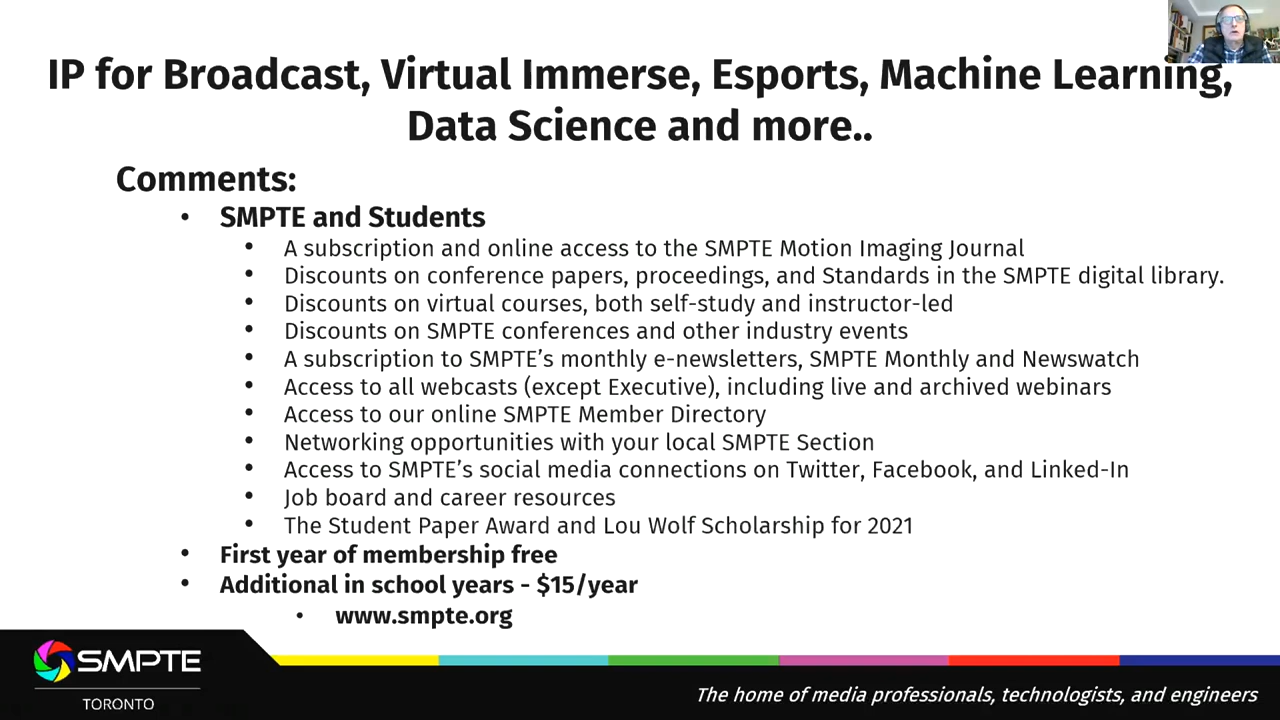 IP for Broadcast, Virtual Immerse, Esports, Machine Learning,
Data Science and more..
Comments:
• SMPTE and Students
• A subscription and online access to the SMPTE Motion Imaging Journal
• Discounts on conference papers, proceedings, and Standards in the SMPTE digital library.
• Discounts on virtual courses, both self-study and instructor-led
• Discounts on SMPTE conferences and other industry events
• A subscription to SMPTE’s monthly e-newsletters, SMPTE Monthly and Newswatch
• Access to all webcasts (except Executive), including live and archived webinars
• Access to our online SMPTE Member Directory
• Networking opportunities with your local SMPTE Section
• Access to SMPTE’s social media connections on Twitter, Facebook, and Linked-In
• Job board and career resources
• The Student Paper Award and Lou Wolf Scholarship for 2021
• First year of membership free
• Additional in school years - $15/year
• www.smpte.org
SMPTE
TORONTO
The home of media professionals, technologists, and engineers